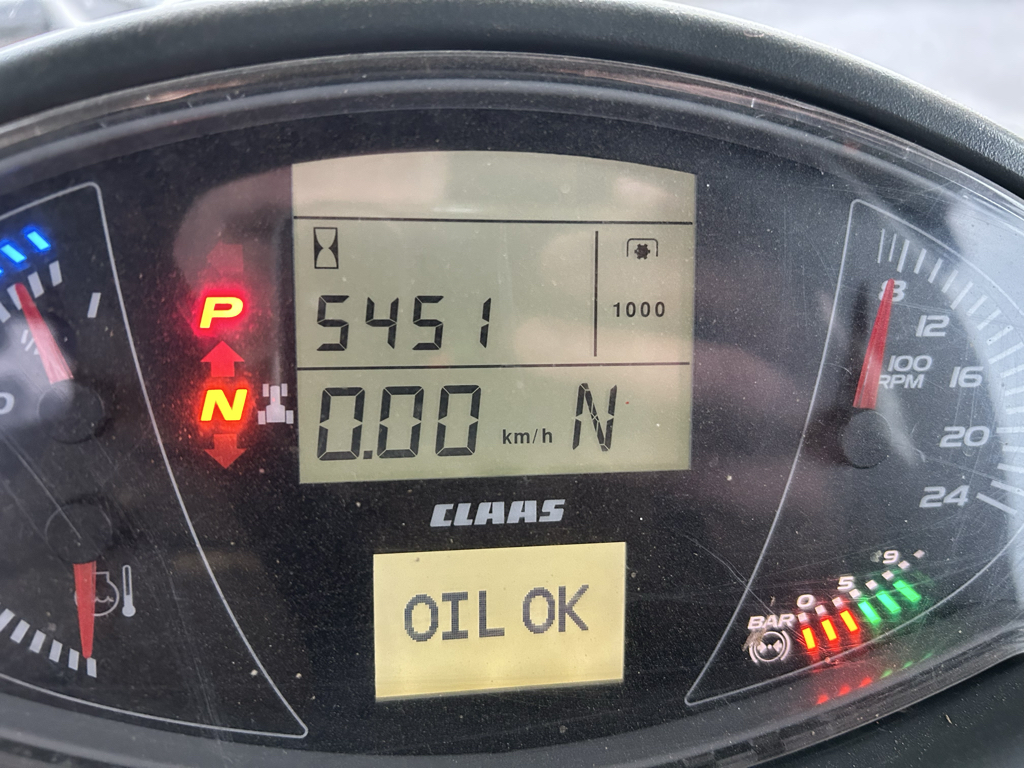 P
5451
1000
N
0.00 km/h N
CLAAS
OIL OK
8
12
100
RPM
16
20
24
BAR 0 5 9